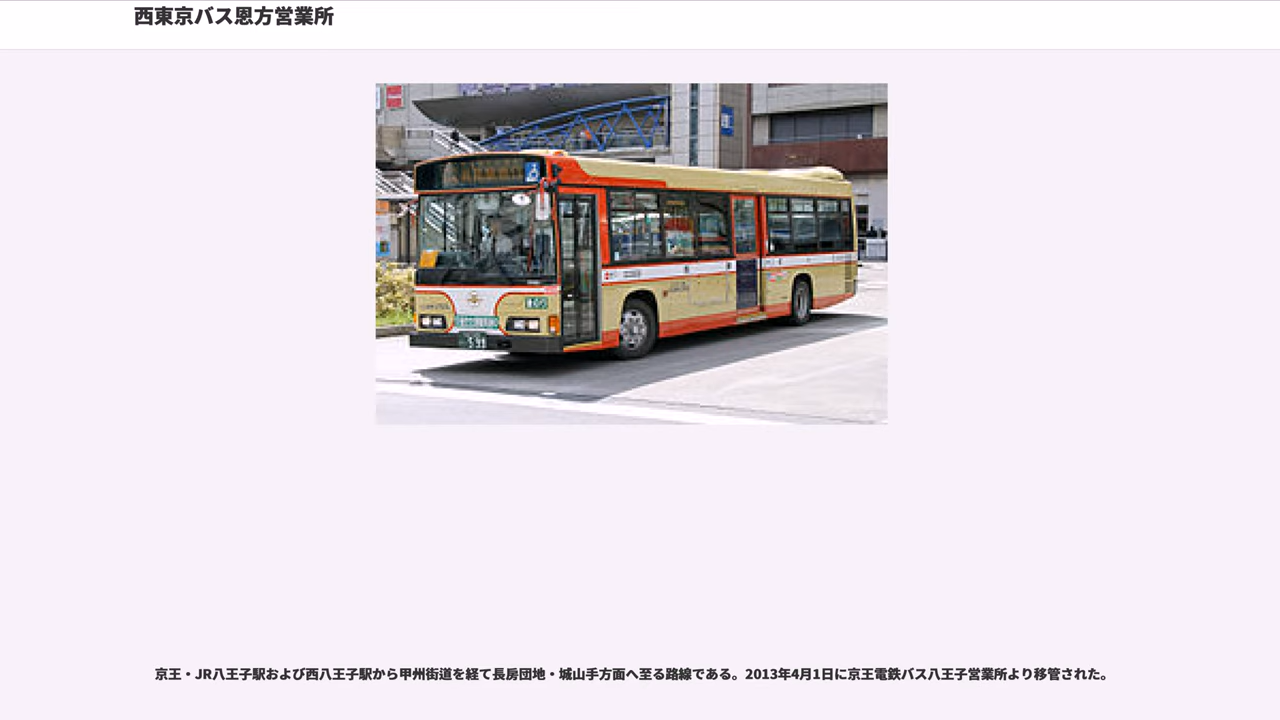 西東京バス恩方営業所
599
京王・JR八王子駅および西八王子駅から甲州街道を経て長房団地・城山手方面へ至る路線である。2013年4月1日に京王電鉄バス八王子営業所より移管された。